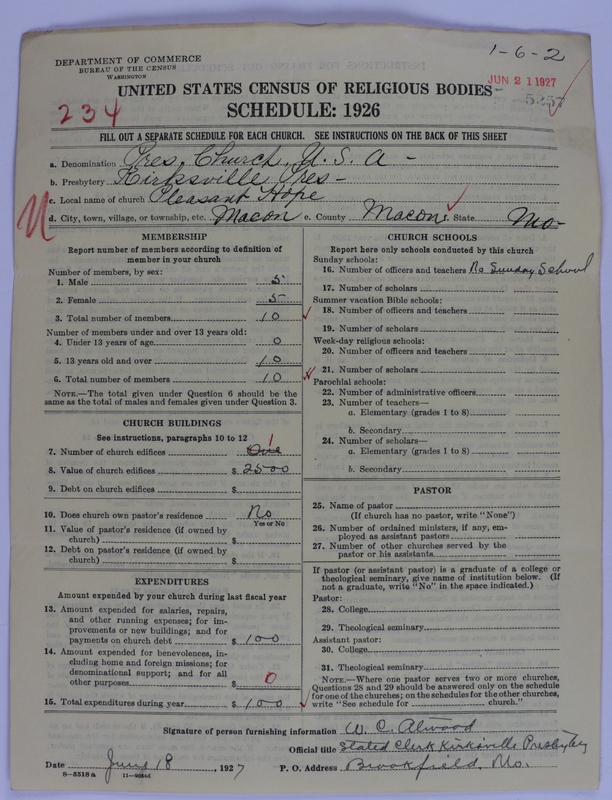 1-6-2
DEPARTMENT OF COMMERCE
BUREAU OF THE CENSUS
WASHINGTON
JUN 21 1927
UNITED STATES CENSUS OF RELIGIOUS BODIES
5257
234
SCHEDULE: 1926
FILL OUT A SEPARATE SCHEDULE FOR EACH CHURCH. SEE INSTRUCTIONS ON THE BACK OF THIS SHEET
a. Denomination Pres. Church, U.S.A -
b. Presbytery Kirksville Pres -
c. Local name of church Pleasant Hope
d. City, town, village, or township, etc. Macon e. County Macon State Mo -
MEMBERSHIP
Report number of members according to definition of
member in your church
Number of members, by sex:
1. Male 5
2. Female 5
3. Total number of members 10
Number of members under and over 13 years old:
4. Under 13 years of age 0
5. 13 years old and over 10
6. Total number of members 10
NOTE.—The total given under Question 6 should be the
same as the total of males and females given under Question 3.
CHURCH BUILDINGS
See instructions, paragraphs 10 to 12
7. Number of church edifices One 1
8. Value of church edifices $ 2500
9. Debt on church edifices $
10. Does church own pastor's residence No
Yes or No
11. Value of pastor's residence (if owned by
church) $
12. Debt on pastor's residence (if owned by
church) $
EXPENDITURES
Amount expended by your church during last fiscal year
13. Amount expended for salaries, repairs,
and other running expenses; for im-
provements or new buildings; and for
payments on church debt $ 100
14. Amount expended for benevolences, in-
cluding home and foreign missions; for
denominational support; and for all
other purposes $ 0
15. Total expenditures during year $ 100
CHURCH SCHOOLS
Report here only schools conducted by this church
Sunday schools:
16. Number of officers and teachers No Sunday School
17. Number of scholars
Summer vacation Bible schools:
18. Number of officers and teachers
19. Number of scholars
Week-day religious schools:
20. Number of officers and teachers
21. Number of scholars
Parochial schools:
22. Number of administrative officers
23. Number of teachers—
a. Elementary (grades 1 to 8)
b. Secondary
24. Number of scholars—
a. Elementary (grades 1 to 8)
b. Secondary
PASTOR
25. Name of pastor
(If church has no pastor, write "None")
26. Number of ordained ministers, if any, em-
ployed as assistant pastors
27. Number of other churches served by the
pastor or his assistants
If pastor (or assistant pastor) is a graduate of a college or
theological seminary, give name of institution below. (If
not a graduate, write "No" in the space indicated.)
Pastor:
28. College
29. Theological seminary
Assistant pastor:
30. College
31. Theological seminary
NOTE.—Where one pastor serves two or more churches,
Questions 28 and 29 should be answered only on the schedule
for one of the churches; on the schedules for the other churches,
write "See schedule for church."
Signature of person furnishing information W. C. Alwood
Official title Stated Clerk Kirksville Presbytery
Date June 18, 1927 P. O. Address Brookfield, Mo.
8-5518a